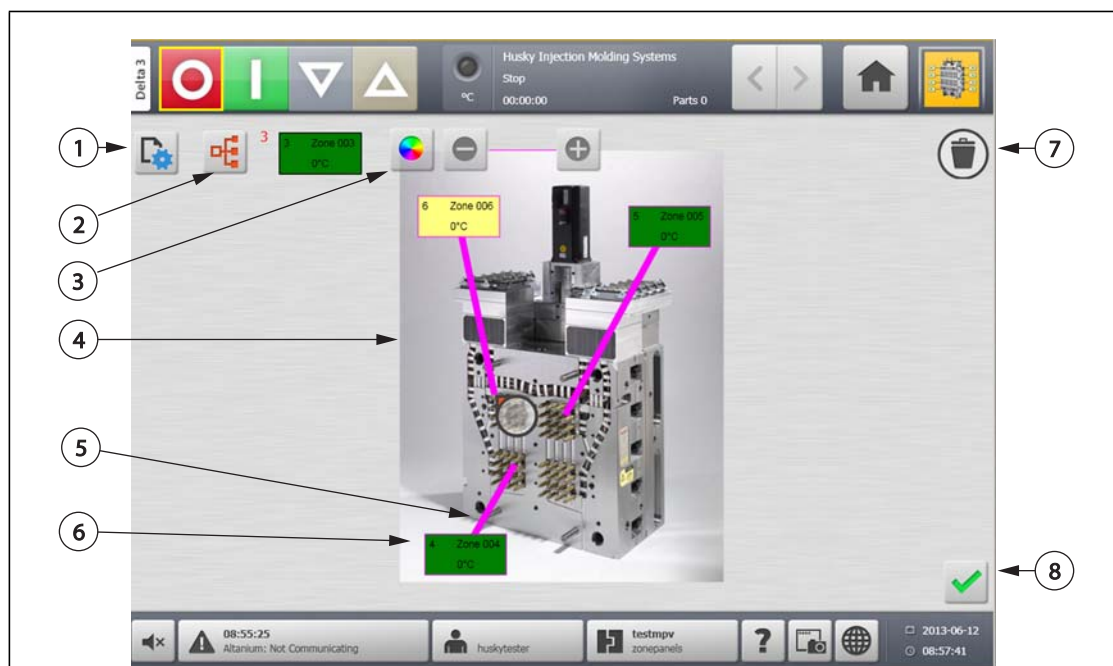 Delta 3
Husky Injection Molding Systems
Stop
°C
00:00:00
Parts 0
1
3
3 Zone 003
0°C
7
2
3
6 Zone 006
0°C
5 Zone 005
0°C
4
5
6
4 Zone 004
0°C
8
08:55:25
Altanium: Not Communicating
huskytester
testmpv
zonepanels
?
2013-06-12
08:57:41